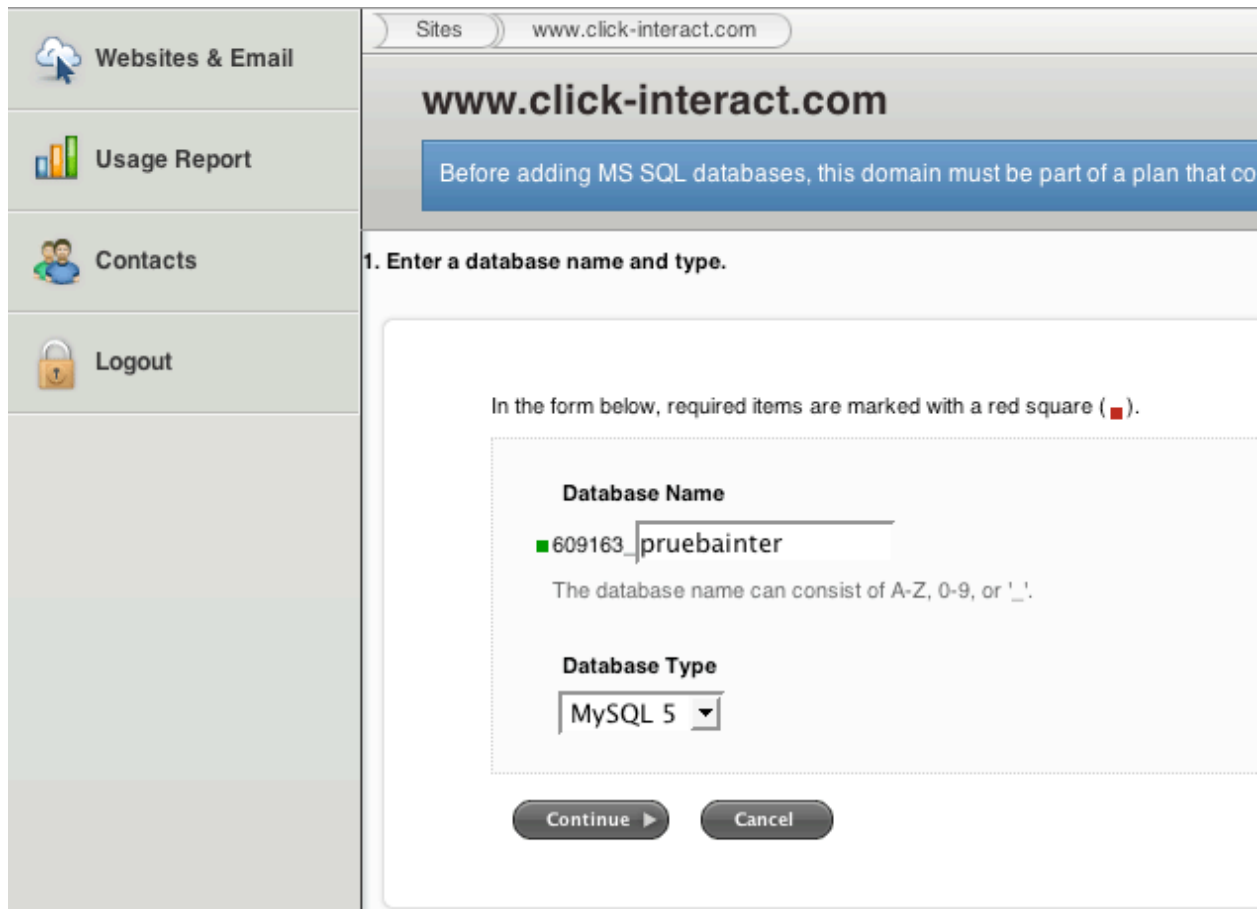 Websites & Email
Usage Report
Contacts
Logout
Sites
www.click-interact.com
www.click-interact.com
Before adding MS SQL databases, this domain must be part of a plan that co
1. Enter a database name and type.
In the form below, required items are marked with a red square ( ).
Database Name
609163_pruebainter
The database name can consist of A-Z, 0-9, or '_'.
Database Type
MySQL 5
Continue
Cancel